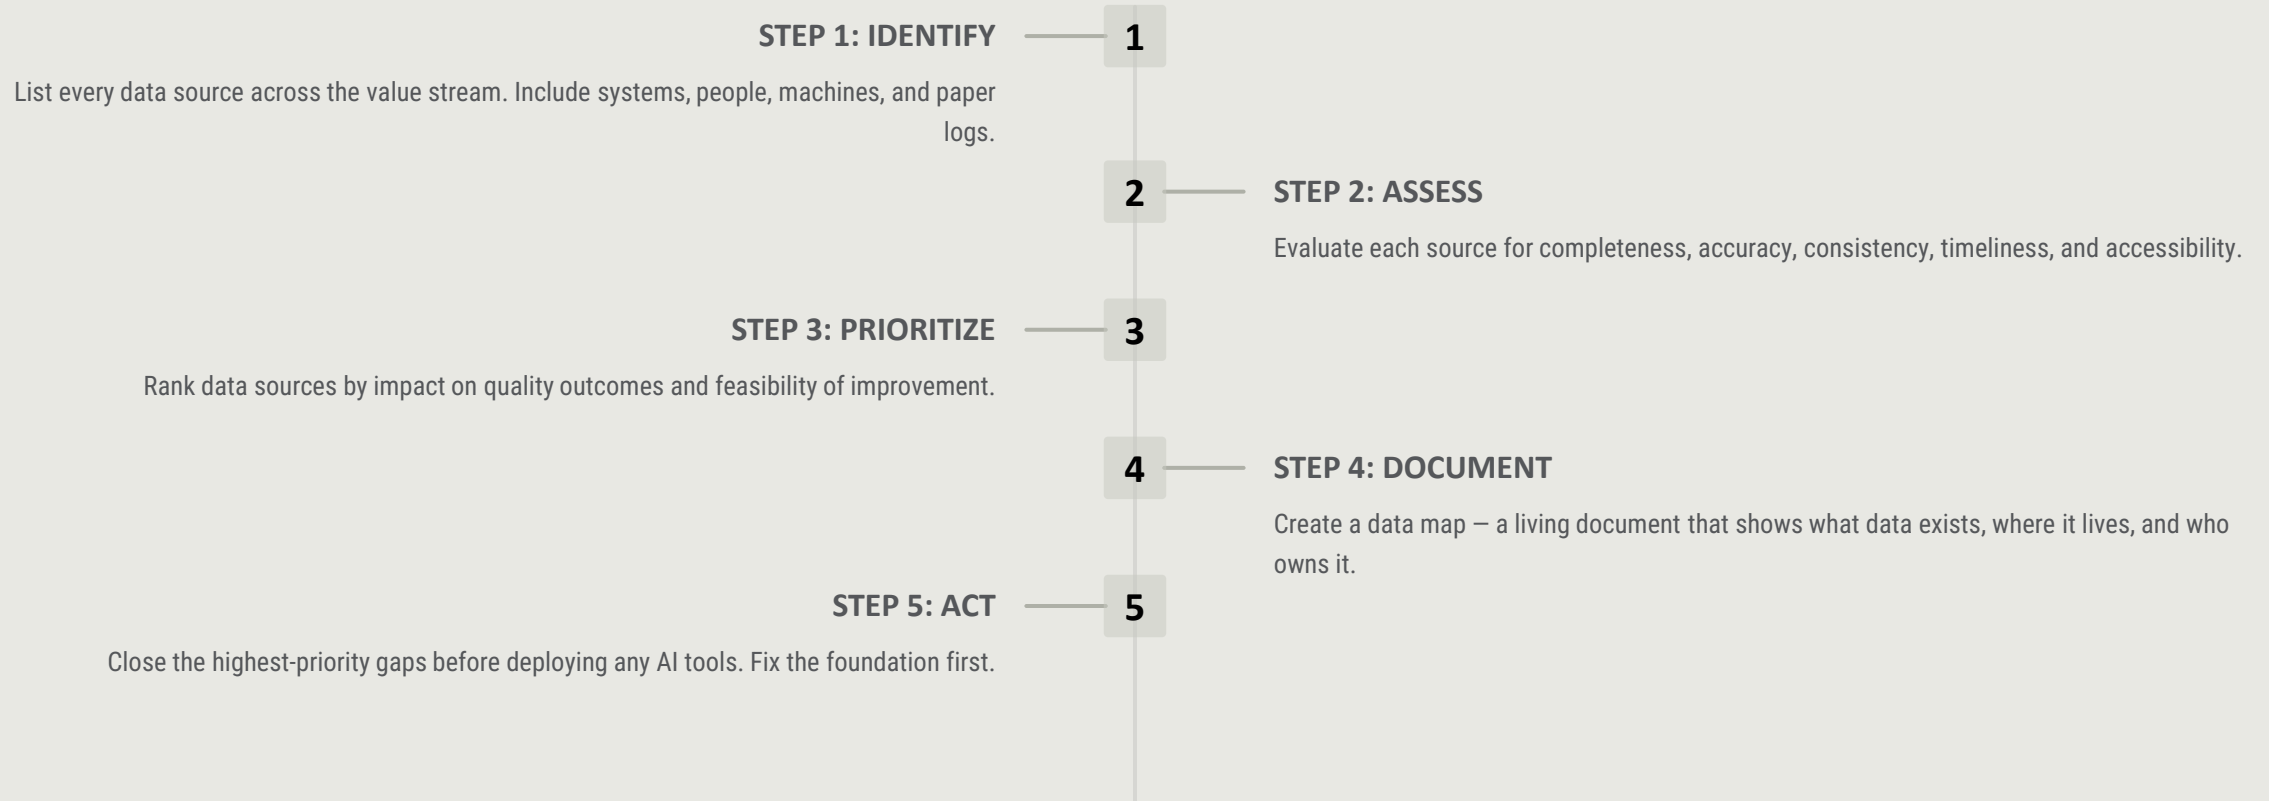 STEP 1: IDENTIFY
1
List every data source across the value stream. Include systems, people, machines, and paper
logs.
2
STEP 2: ASSESS
Evaluate each source for completeness, accuracy, consistency, timeliness, and accessibility.
STEP 3: PRIORITIZE
3
Rank data sources by impact on quality outcomes and feasibility of improvement.
4
STEP 4: DOCUMENT
Create a data map — a living document that shows what data exists, where it lives, and who
owns it.
STEP 5: ACT
5
Close the highest-priority gaps before deploying any AI tools. Fix the foundation first.